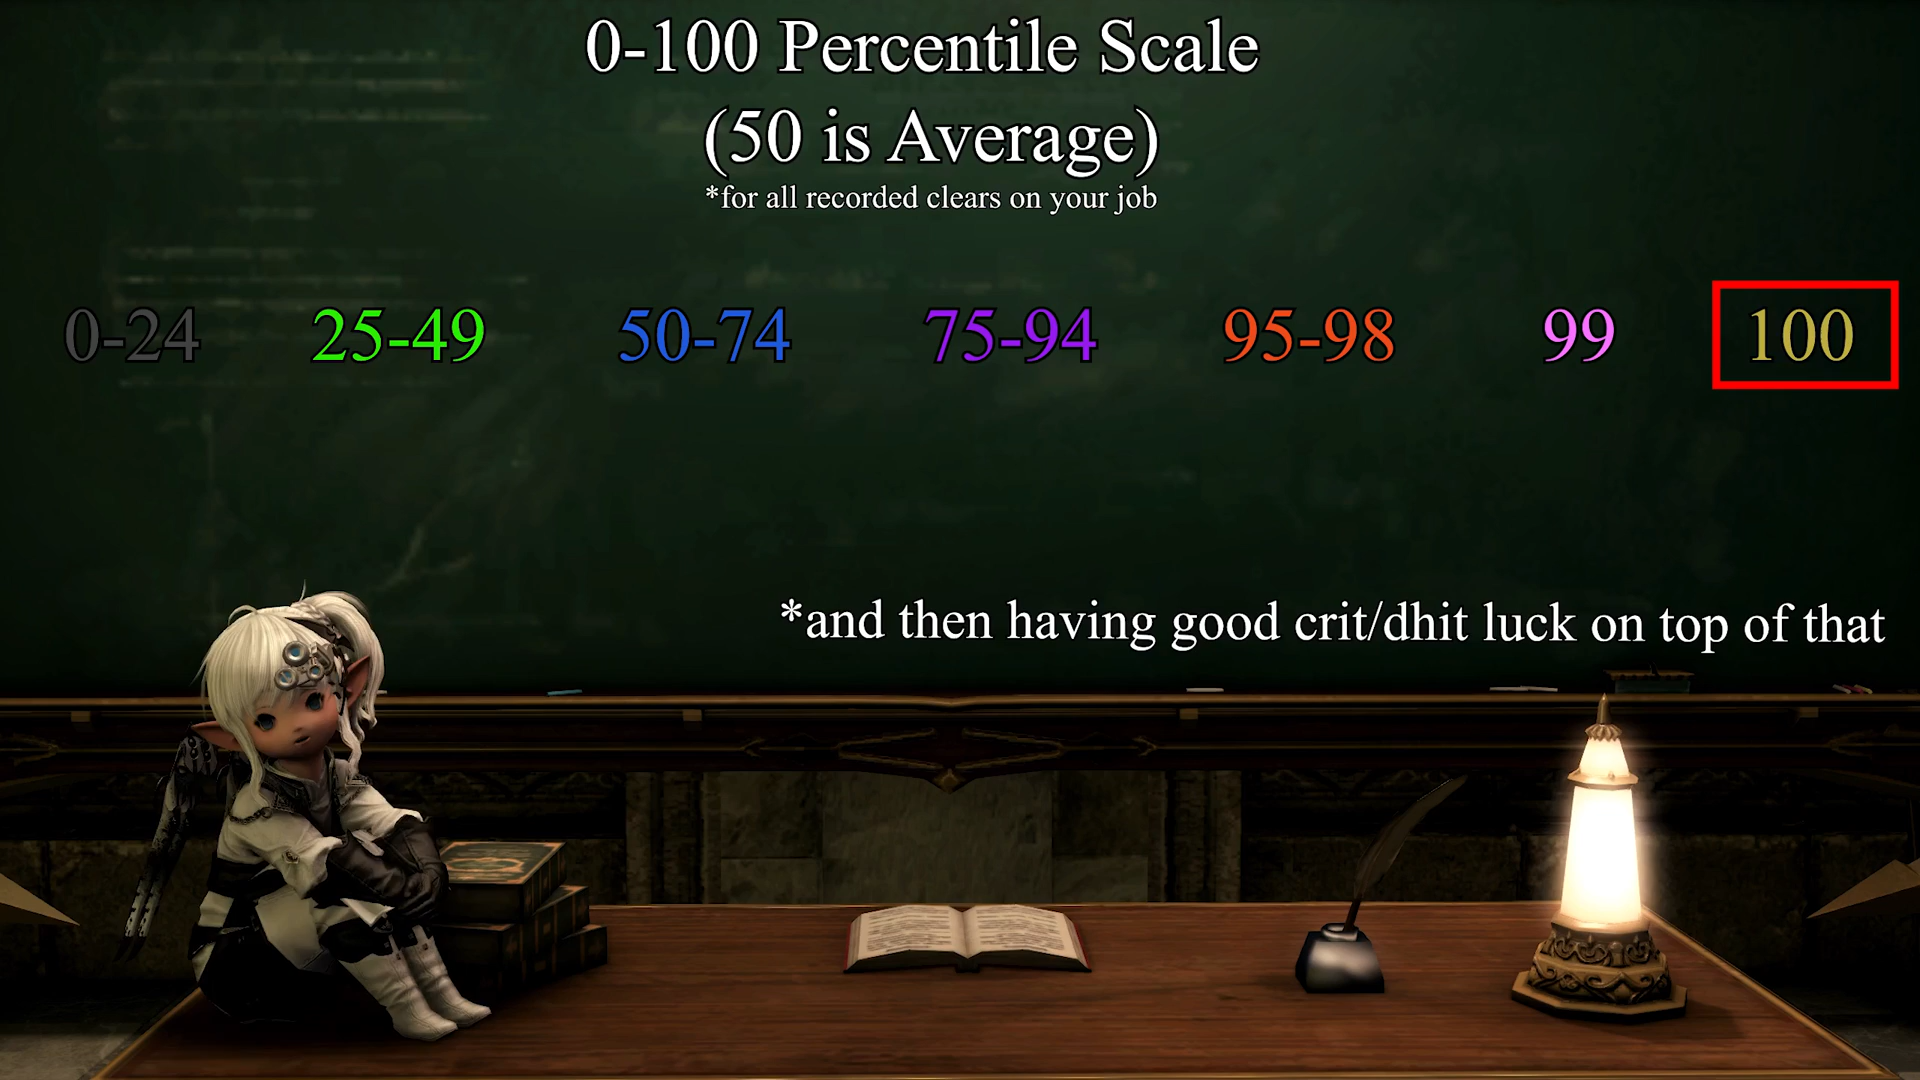 0-100 Percentile Scale
(50 is Average)
*for all recorded clears on your job
0-24 25-49 50-74 75-94 95-98 99 100
*and then having good crit/dhit luck on top of that